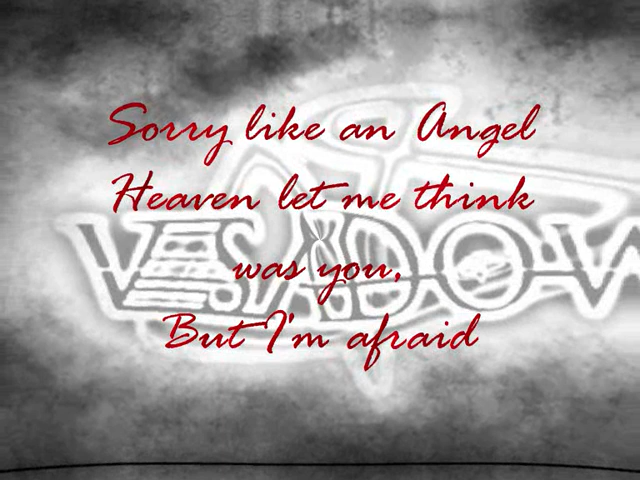 Sorry like an Angel
Heaven let me think
was you,
But I'm afraid